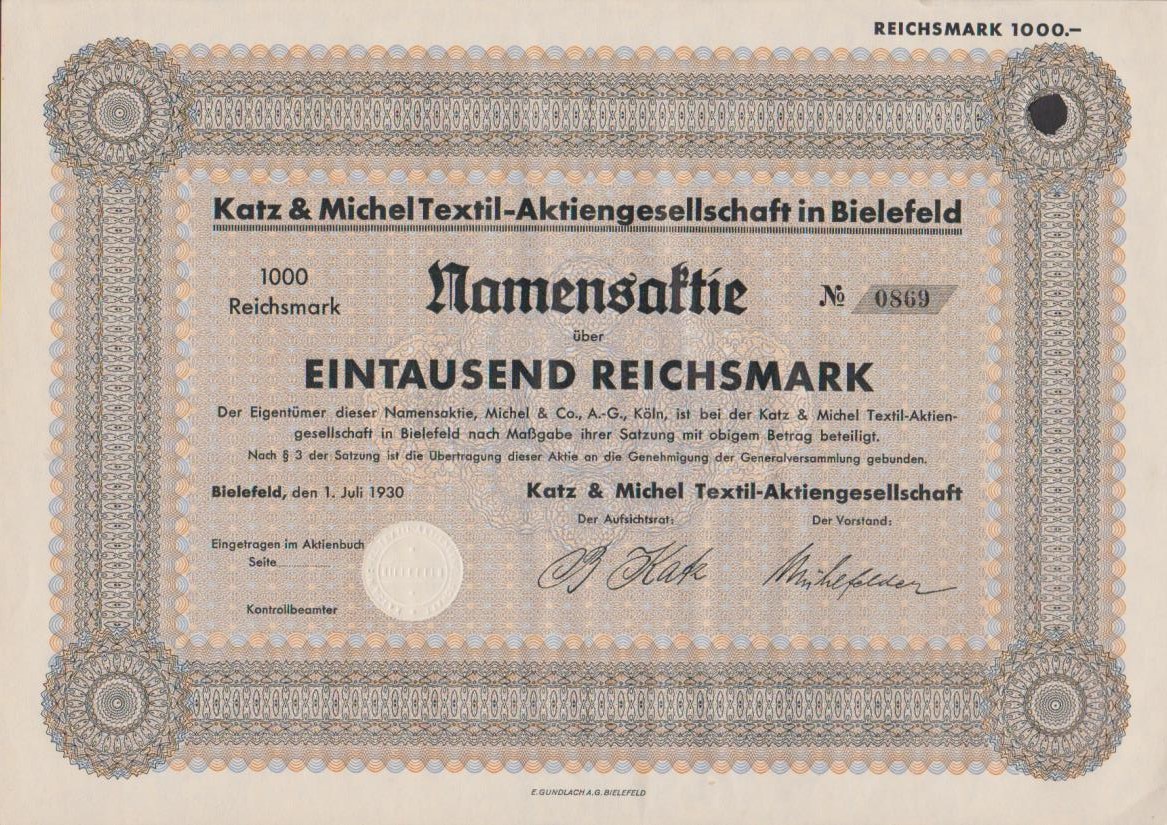 REICHSMARK 1000.–
Katz & Michel Textil-Aktiengesellschaft in Bielefeld
1000
Reichsmark
Namensaktie
№ 0869
über
EINTAUSEND REICHSMARK
Der Eigentümer dieser Namensaktie, Michel & Co., A.-G., Köln, ist bei der Katz & Michel Textil-Aktien-
gesellschaft in Bielefeld nach Maßgabe ihrer Satzung mit obigem Betrag beteiligt.
Nach § 3 der Satzung ist die Übertragung dieser Aktie an die Genehmigung der Generalversammlung gebunden.
Bielefeld, den 1. Juli 1930
Katz & Michel Textil-Aktiengesellschaft
Der Aufsichtsrat:
Der Vorstand:
Eingetragen im Aktienbuch
Seite
B Katz
Mühlfelder
Kontrollbeamter
E. GUNDLACH A. G. BIELEFELD